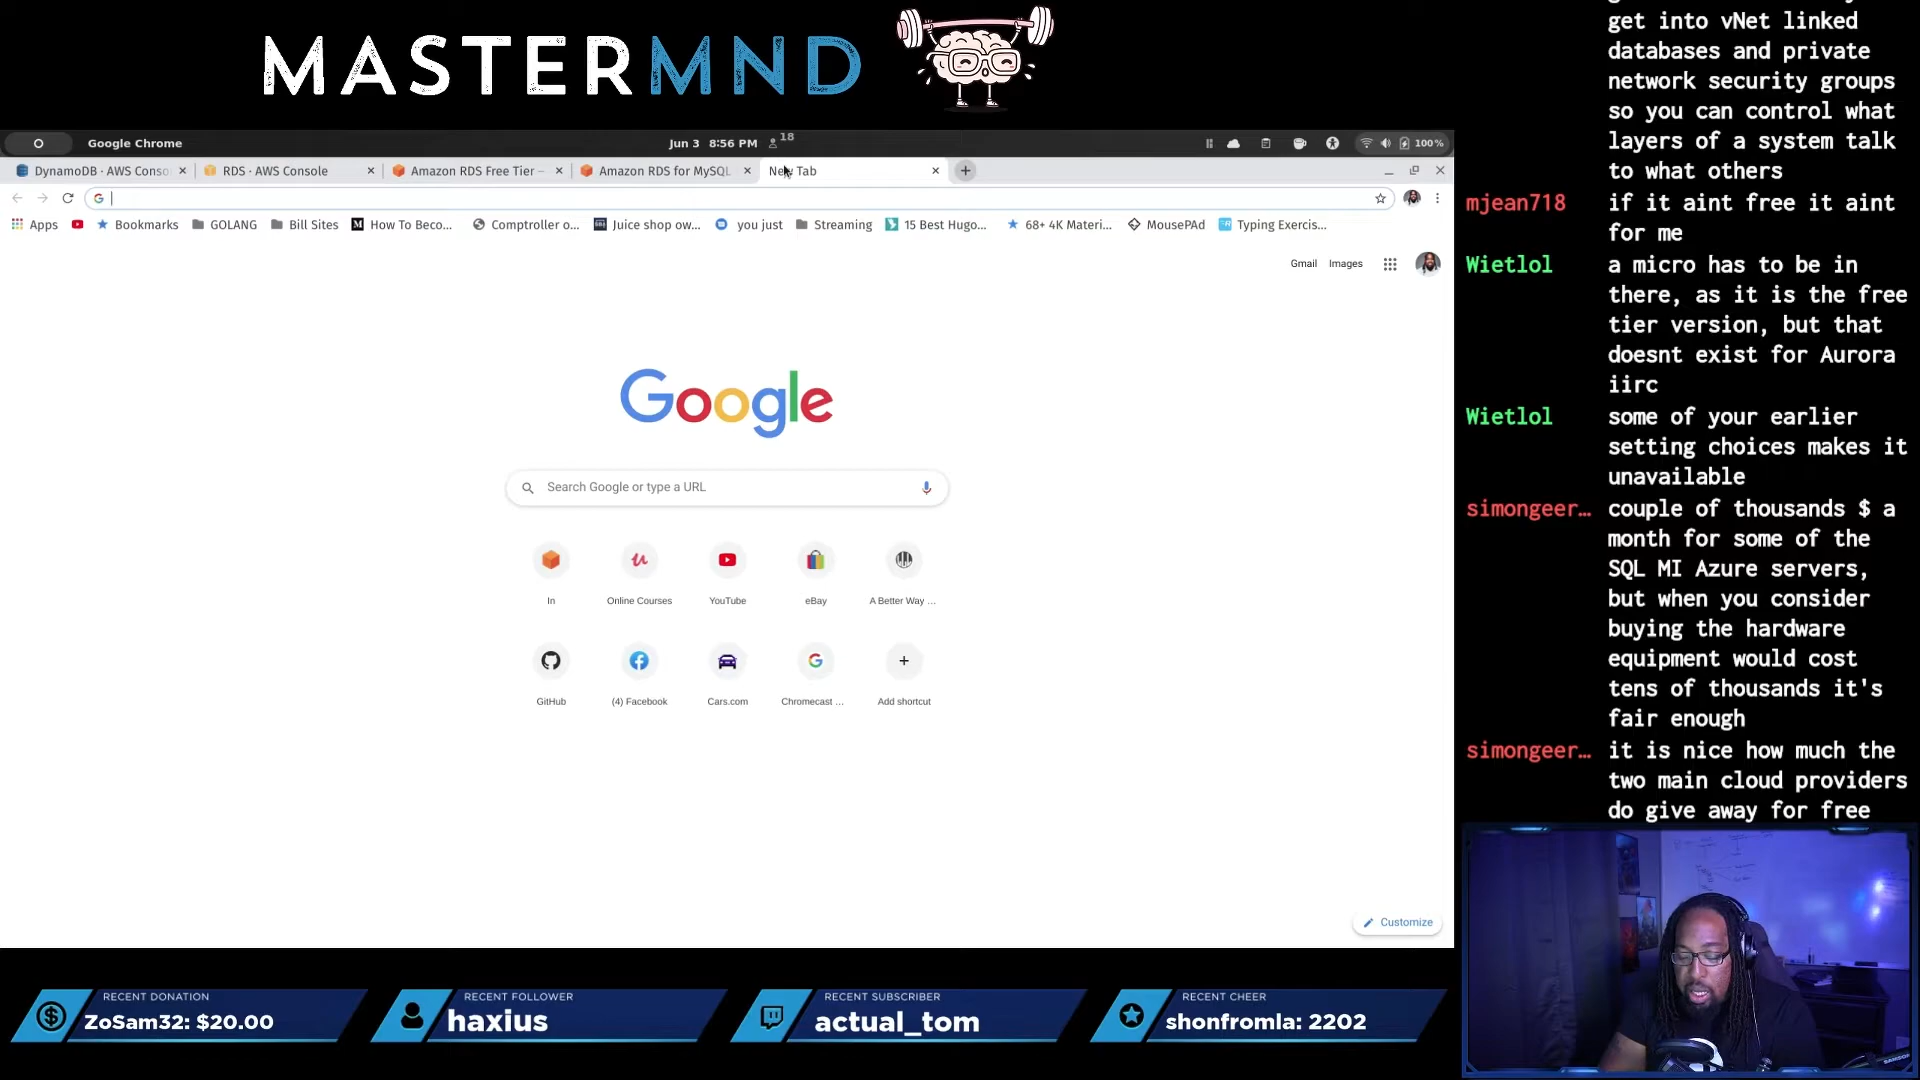 MASTERMND
Google Chrome
Jun 3 8:56 PM
18
100%
DynamoDB · AWS Conso
RDS · AWS Console
Amazon RDS Free Tier –
Amazon RDS for MySQL
New Tab
Apps
Bookmarks
GOLANG
Bill Sites
How To Beco...
Comptroller o...
Juice shop ow...
you just
Streaming
15 Best Hugo...
68+ 4K Materi...
MousePAd
Typing Exercis...
Gmail
Images
Google
Search Google or type a URL
In
Online Courses
YouTube
eBay
A Better Way ...
GitHub
(4) Facebook
Cars.com
Chromecast ...
Add shortcut
Customize
get into vNet linked
databases and private
network security groups
so you can control what
layers of a system talk
to what others
mjean718 if it aint free it aint
for me
Wietlol a micro has to be in
there, as it is the free
tier version, but that
doesnt exist for Aurora
iirc
Wietlol some of your earlier
setting choices makes it
unavailable
simongeer… couple of thousands $ a
month for some of the
SQL MI Azure servers,
but when you consider
buying the hardware
equipment would cost
tens of thousands it's
fair enough
simongeer… it is nice how much the
two main cloud providers
do give away for free
RECENT DONATION
ZoSam32: $20.00
RECENT FOLLOWER
haxius
RECENT SUBSCRIBER
actual_tom
RECENT CHEER
shonfromla: 2202
SAMSON